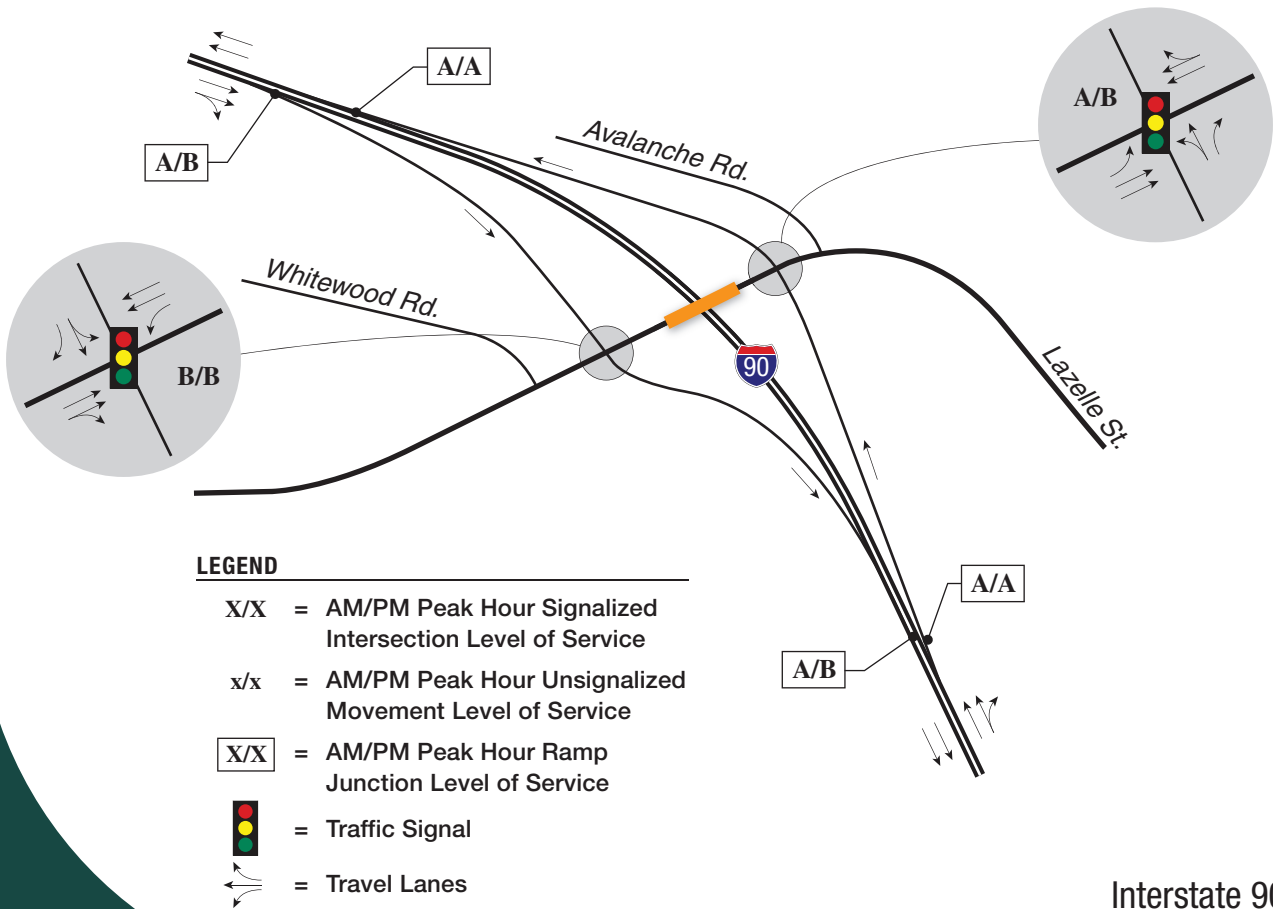 A/A
A/B
Avalanche Rd.
A/B
Whitewood Rd.
B/B
90
Lazelle St.
LEGEND
X/X = AM/PM Peak Hour Signalized
Intersection Level of Service
x/x = AM/PM Peak Hour Unsignalized
Movement Level of Service
X/X = AM/PM Peak Hour Ramp
Junction Level of Service
= Traffic Signal
= Travel Lanes
A/A
A/B
Interstate 90